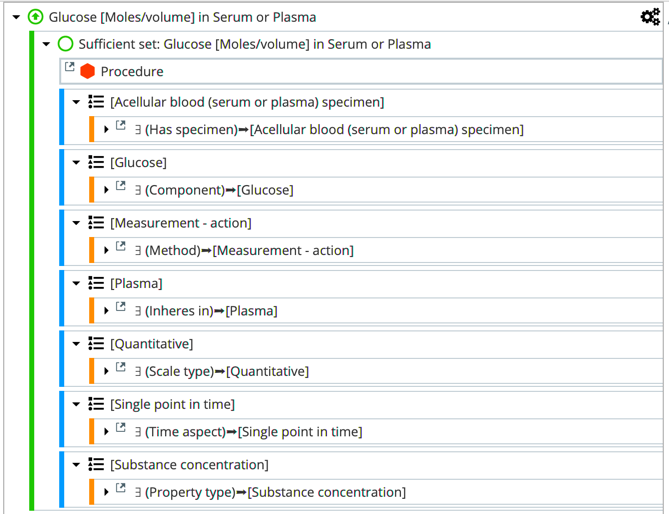 Glucose [Moles/volume] in Serum or Plasma
Sufficient set: Glucose [Moles/volume] in Serum or Plasma
Procedure
[Acellular blood (serum or plasma) specimen]
∃ (Has specimen)➡[Acellular blood (serum or plasma) specimen]
[Glucose]
∃ (Component)➡[Glucose]
[Measurement - action]
∃ (Method)➡[Measurement - action]
[Plasma]
∃ (Inheres in)➡[Plasma]
[Quantitative]
∃ (Scale type)➡[Quantitative]
[Single point in time]
∃ (Time aspect)➡[Single point in time]
[Substance concentration]
∃ (Property type)➡[Substance concentration]